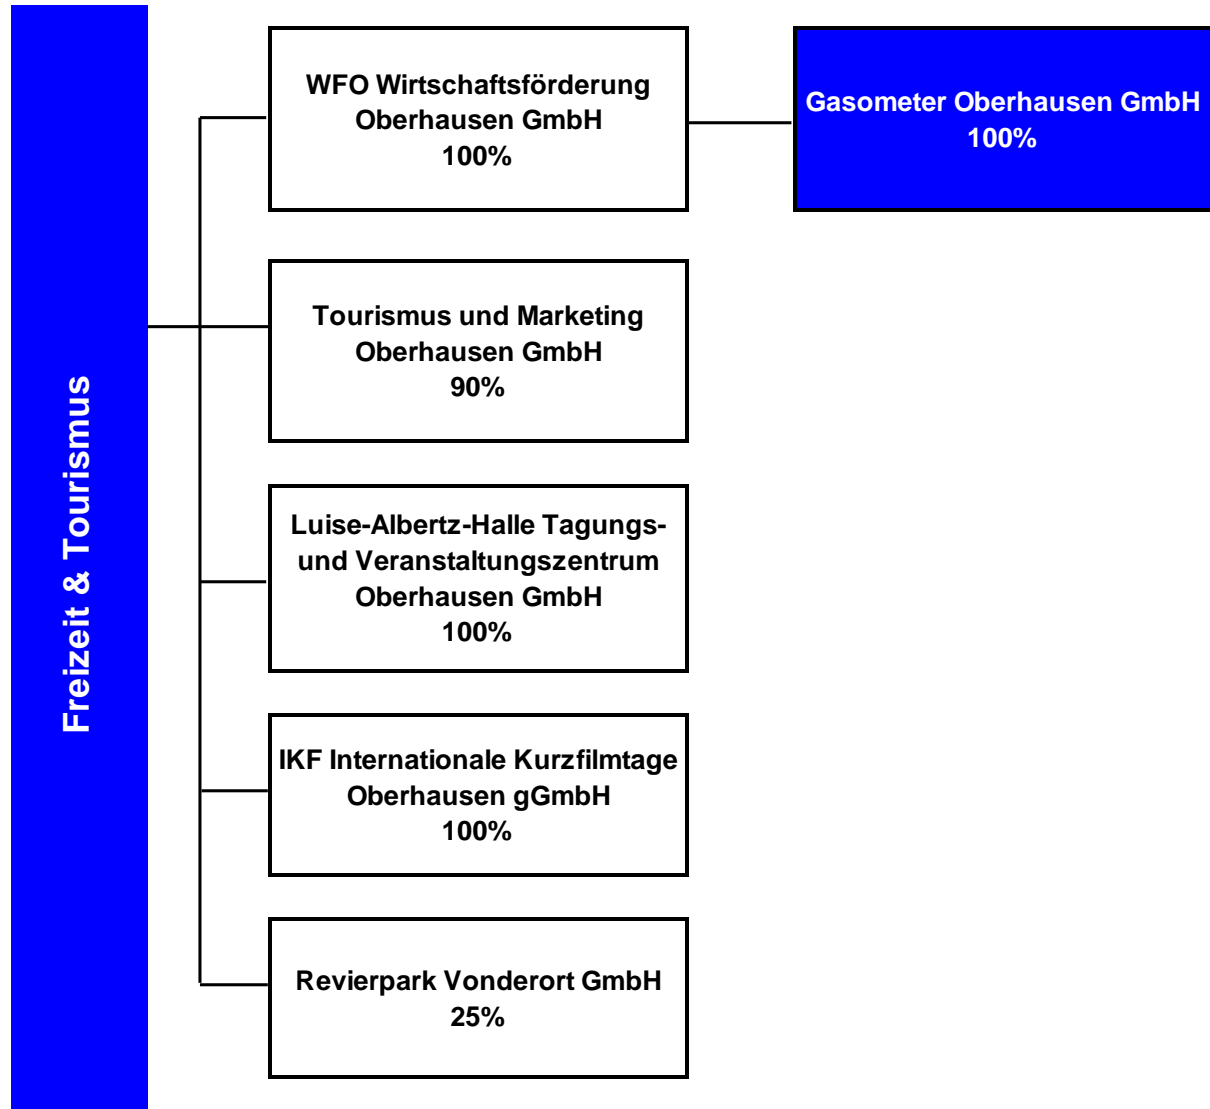 Freizeit & Tourismus
WFO Wirtschaftsförderung
Oberhausen GmbH
100%
Gasometer Oberhausen GmbH
100%
Tourismus und Marketing
Oberhausen GmbH
90%
Luise-Albertz-Halle Tagungs-
und Veranstaltungszentrum
Oberhausen GmbH
100%
IKF Internationale Kurzfilmtage
Oberhausen gGmbH
100%
Revierpark Vonderort GmbH
25%